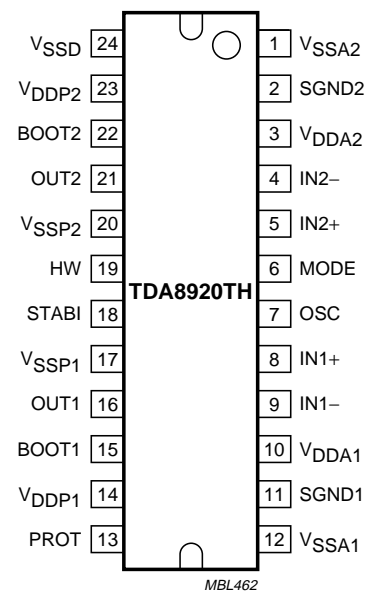 VSSD 24 1 VSSA2
VDDP2 23 2 SGND2
BOOT2 22 3 VDDA2
OUT2 21 4 IN2−
VSSP2 20 5 IN2+
HW 19 6 MODE
TDA8920TH
STABI 18 7 OSC
VSSP1 17 8 IN1+
OUT1 16 9 IN1−
BOOT1 15 10 VDDA1
VDDP1 14 11 SGND1
PROT 13 12 VSSA1
MBL462